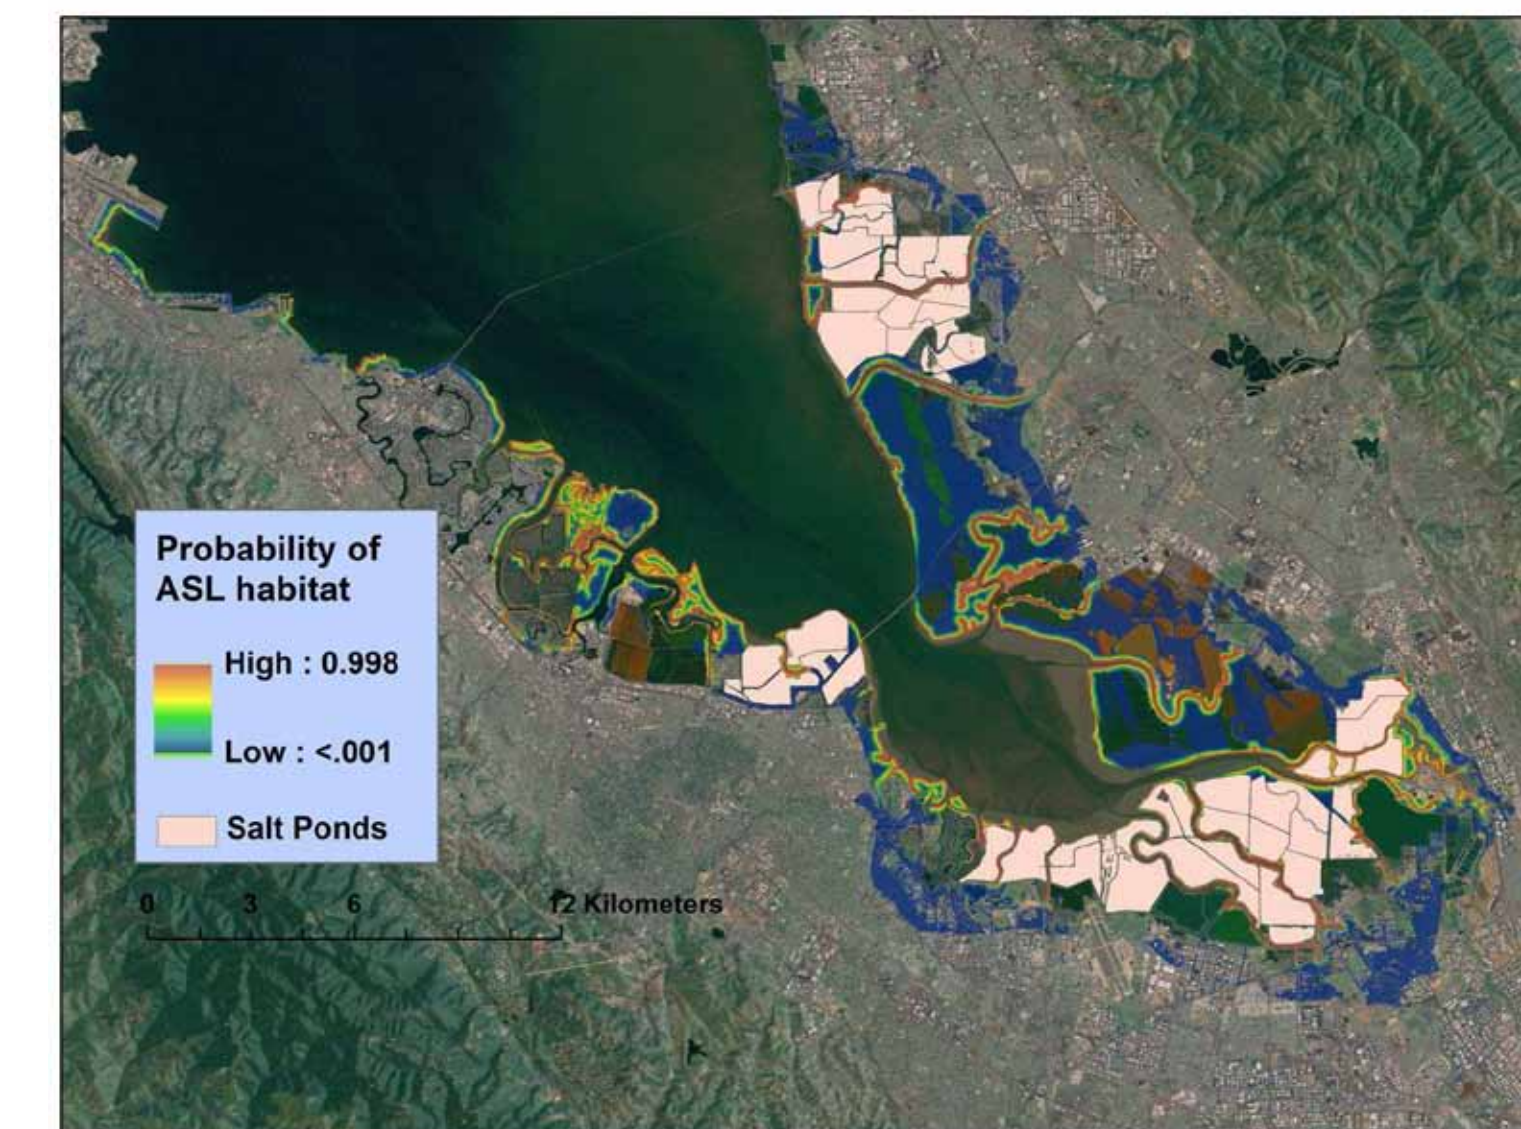 Probability of
ASL habitat
High : 0.998
Low : <.001
Salt Ponds
0 3 6 12 Kilometers